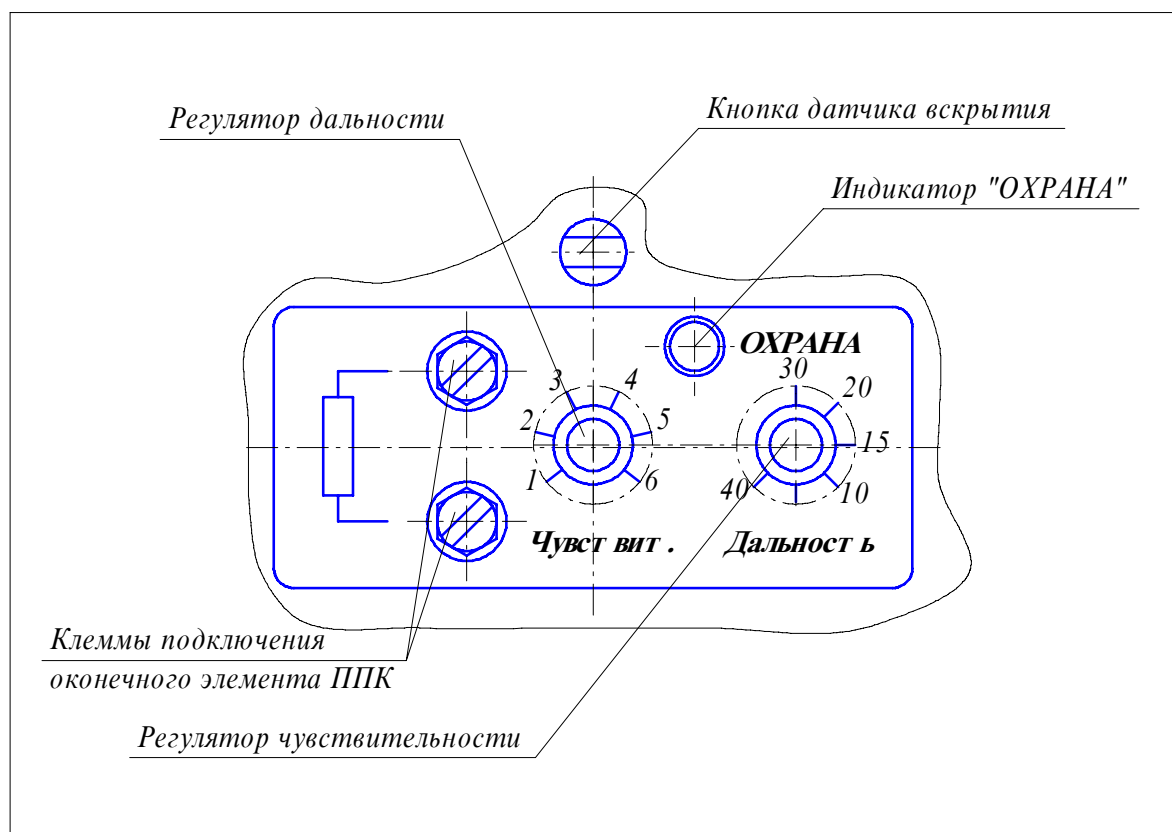 Регулятор дальности
Кнопка датчика вскрытия
Индикатор "ОХРАНА"
ОХРАНА
30
20
15
10
40
3
4
2
5
1
6
Чувст вит .
Дальност ь
Клеммы подключения
оконечного элемента ППК
Регулятор чувствительности